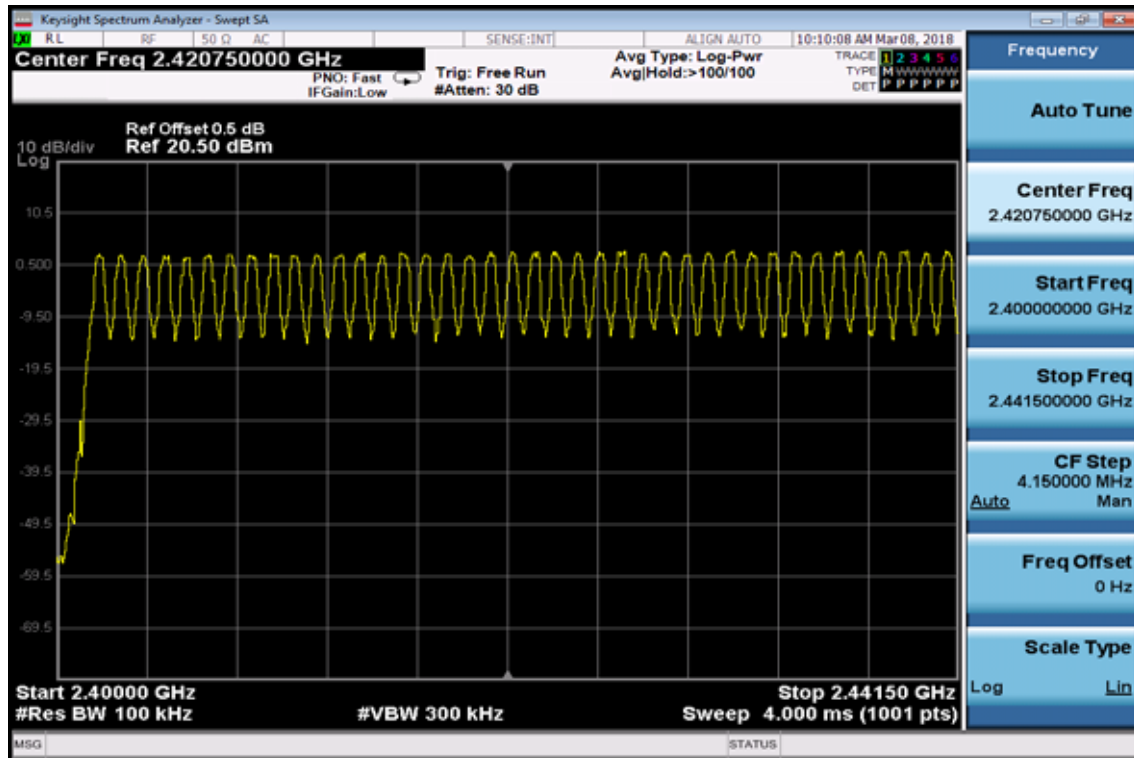 Keysight Spectrum Analyzer - Swept SA
RL RF 50 Ω AC SENSE:INT ALIGN AUTO 10:10:08 AM Mar 08, 2018
Center Freq 2.420750000 GHz
PNO: Fast
IFGain:Low
Trig: Free Run
#Atten: 30 dB
Avg Type: Log-Pwr
Avg|Hold:>100/100
TRACE 1 2 3 4 5 6
TYPE M W W W W W
DET P P P P P P
Ref Offset 0.5 dB
10 dB/div Ref 20.50 dBm
Log
10.5
0.500
-9.50
-19.5
-29.5
-39.5
-49.5
-59.5
-69.5
Start 2.40000 GHz Stop 2.44150 GHz
#Res BW 100 kHz #VBW 300 kHz Sweep 4.000 ms (1001 pts)
MSG STATUS
Frequency
Auto Tune
Center Freq
2.420750000 GHz
Start Freq
2.400000000 GHz
Stop Freq
2.441500000 GHz
CF Step
4.150000 MHz
Auto Man
Freq Offset
0 Hz
Scale Type
Log Lin